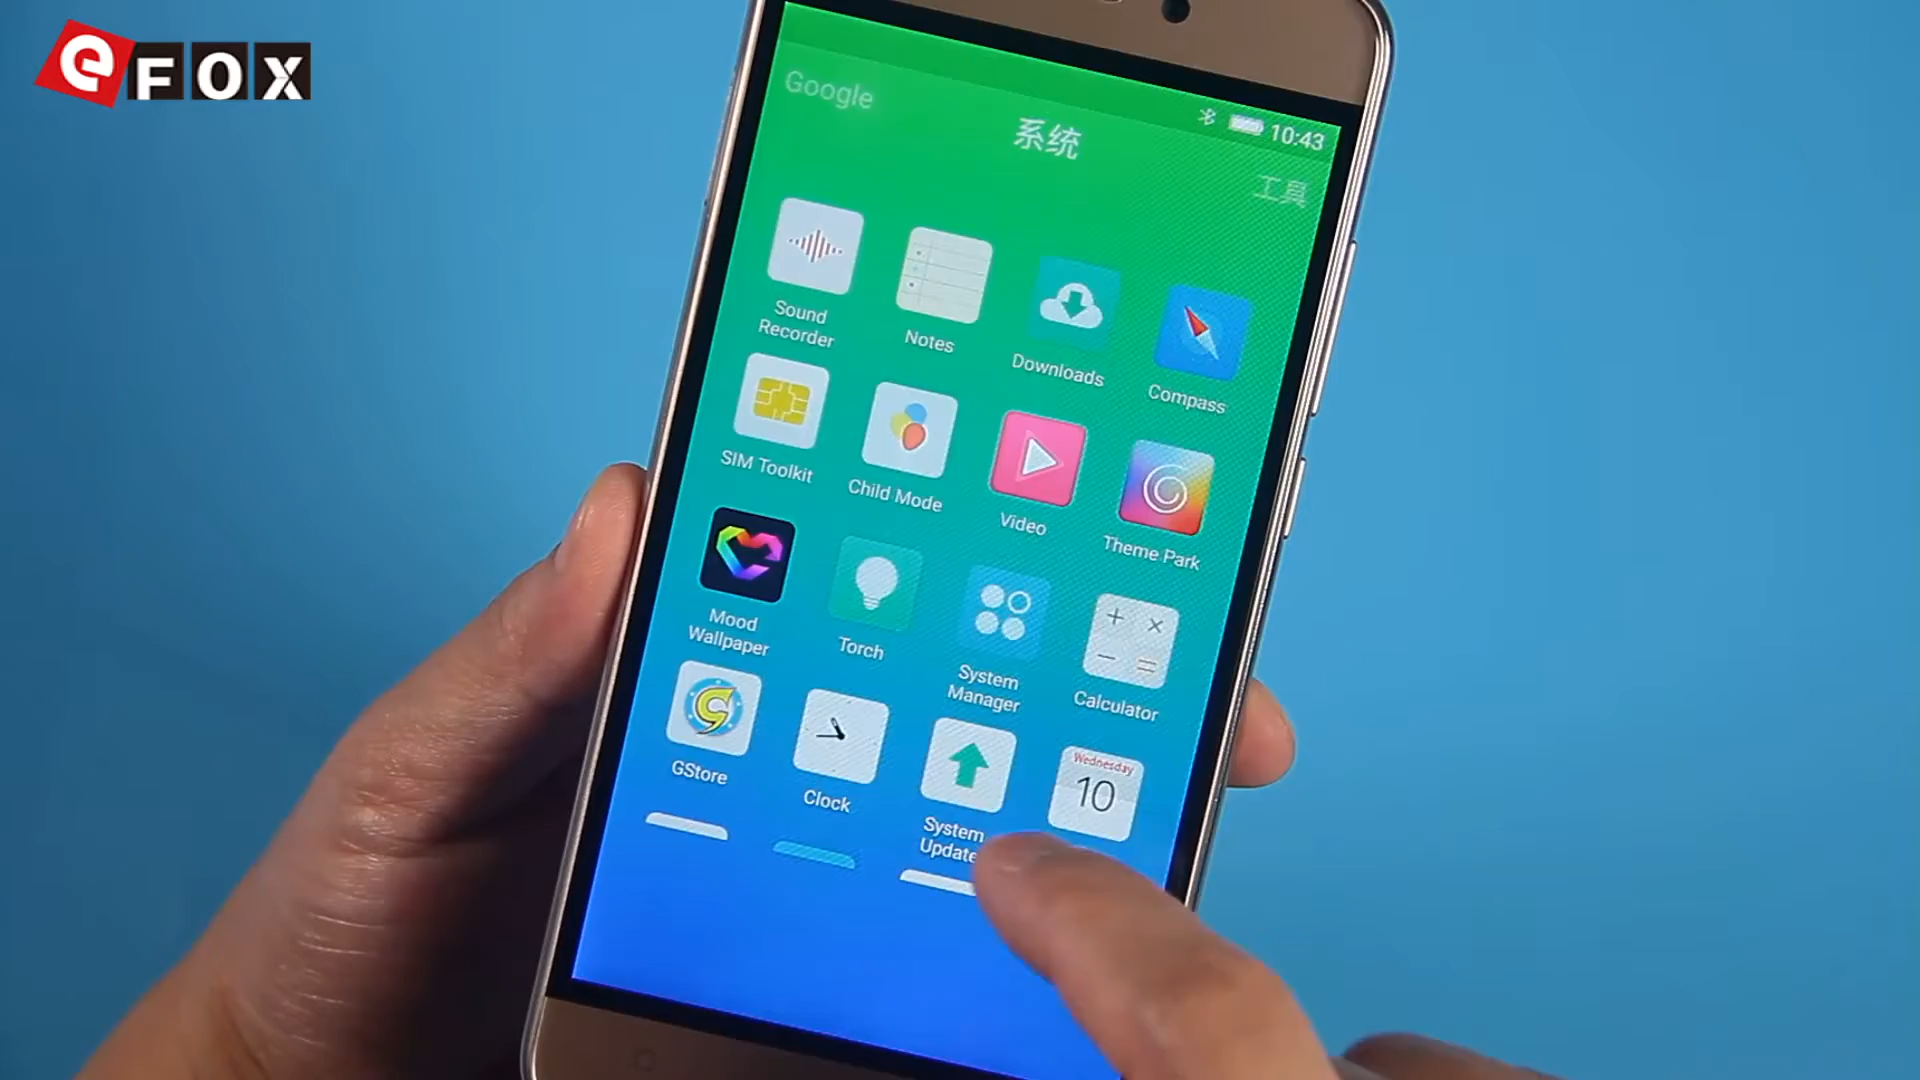 eFOX
Google
系统
工具
10:43
Sound
Recorder
Notes
Downloads
Compass
SIM Toolkit
Child Mode
Video
Theme Park
Mood
Wallpaper
Torch
System
Manager
Calculator
GStore
Clock
System
Update
Wednesday
10